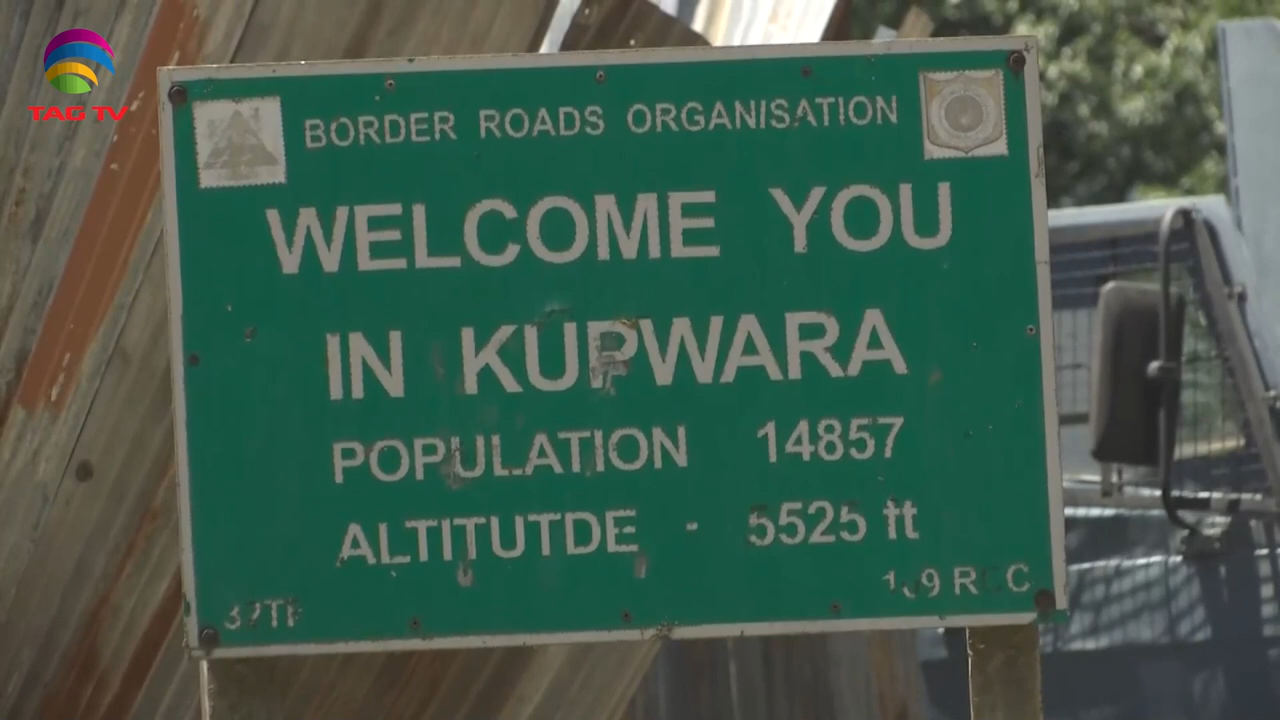 TAG TV
BORDER ROADS ORGANISATION
WELCOME YOU
IN KUPWARA
POPULATION 14857
ALTITUTDE - 5525 ft